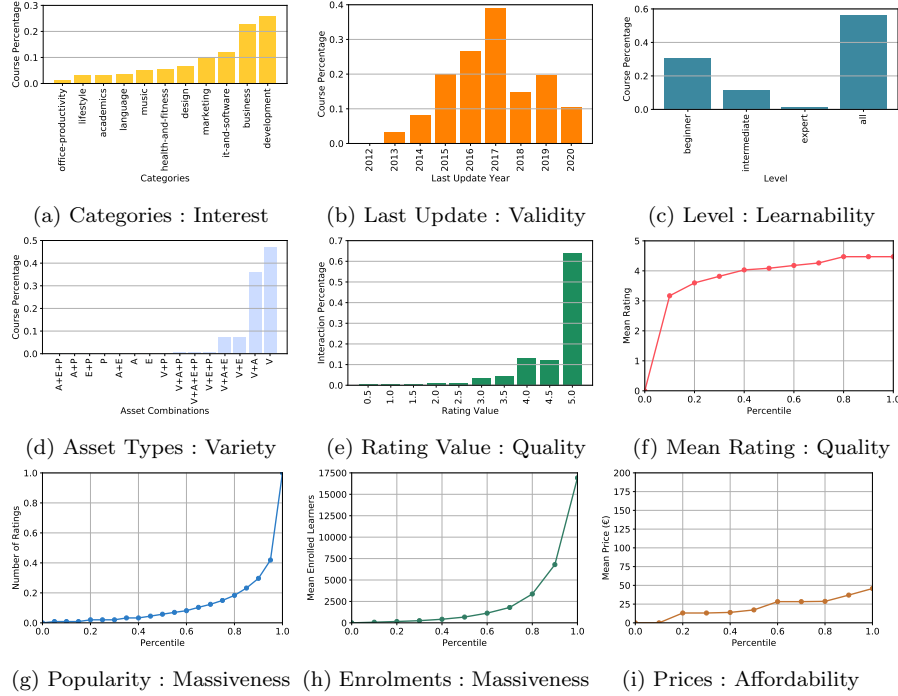 Course Percentage
0.3
0.2
0.1
0.0
office-productivity
lifestyle
academics
language
music
health-and-fitness
design
marketing
it-and-software
business
development
Categories
(a) Categories : Interest
Course Percentage
0.4
0.2
0.1
0.0
2012
2013
2014
2015
2016
2017
2018
2019
2020
Last Update Year
(b) Last Update : Validity
Course Percentage
0.6
0.4
0.2
0.0
beginner
intermediate
expert
all
Level
(c) Level : Learnability
Course Percentage
0.5
0.4
0.3
0.2
0.1
0.0
A+E+P
A+P
E+P
P
A+E
A
E
V+P
V+A+P
V+A+E+P
V+E+P
V+A+E
V+E
V+A
V
Asset Combinations
(d) Asset Types : Variety
Interaction Percentage
0.7
0.6
0.5
0.4
0.3
0.2
0.1
0.0
0.5
1.0
1.5
2.0
2.5
3.0
3.5
4.0
4.5
5.0
Rating Value
(e) Rating Value : Quality
Mean Rating
5
4
3
2
1
0
0.0 0.2 0.4 0.6 0.8 1.0
Percentile
(f) Mean Rating : Quality
Number of Ratings
1.0
0.8
0.6
0.4
0.2
0.0
0.0 0.2 0.4 0.6 0.8 1.0
Percentile
(g) Popularity : Massiveness
Mean Enrolled Learners
17500
15000
12500
10000
7500
5000
2500
0
0.0 0.2 0.4 0.6 0.8 1.0
Percentile
(h) Enrolments : Massiveness
Mean Price (€)
200
175
150
125
100
75
50
25
0
0.0 0.2 0.4 0.6 0.8 1.0
Percentile
(i) Prices : Affordability